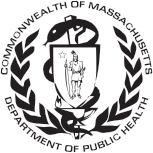 COMMONWEALTH OF MASSACHUSETTS
DEPARTMENT OF PUBLIC HEALTH